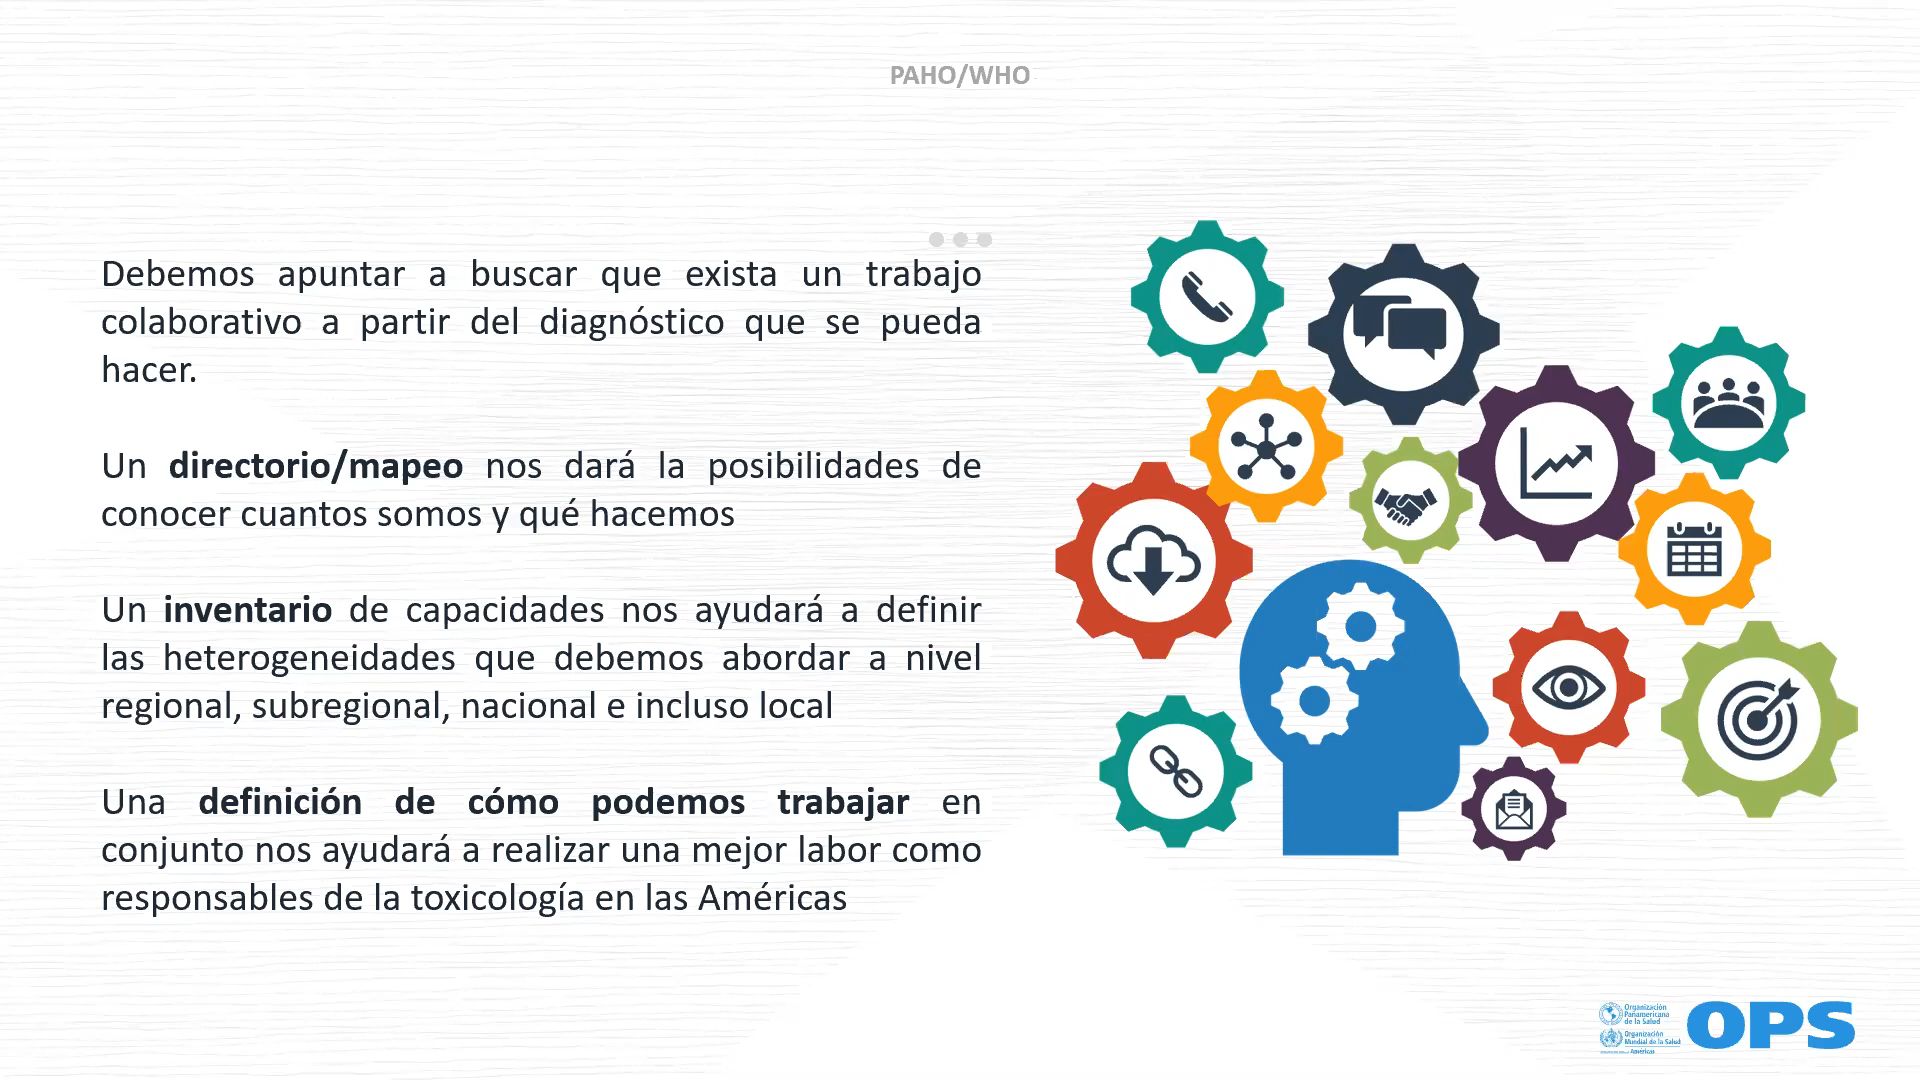 PAHO/WHO
Debemos apuntar a buscar que exista un trabajo
colaborativo a partir del diagnóstico que se pueda
hacer.
Un directorio/mapeo nos dará la posibilidades de
conocer cuantos somos y qué hacemos
Un inventario de capacidades nos ayudará a definir
las heterogeneidades que debemos abordar a nivel
regional, subregional, nacional e incluso local
Una definición de cómo podemos trabajar en
conjunto nos ayudará a realizar una mejor labor como
responsables de la toxicología en las Américas
Organización
Panamericana
de la Salud
Organización
Mundial de la Salud
Américas
OPS